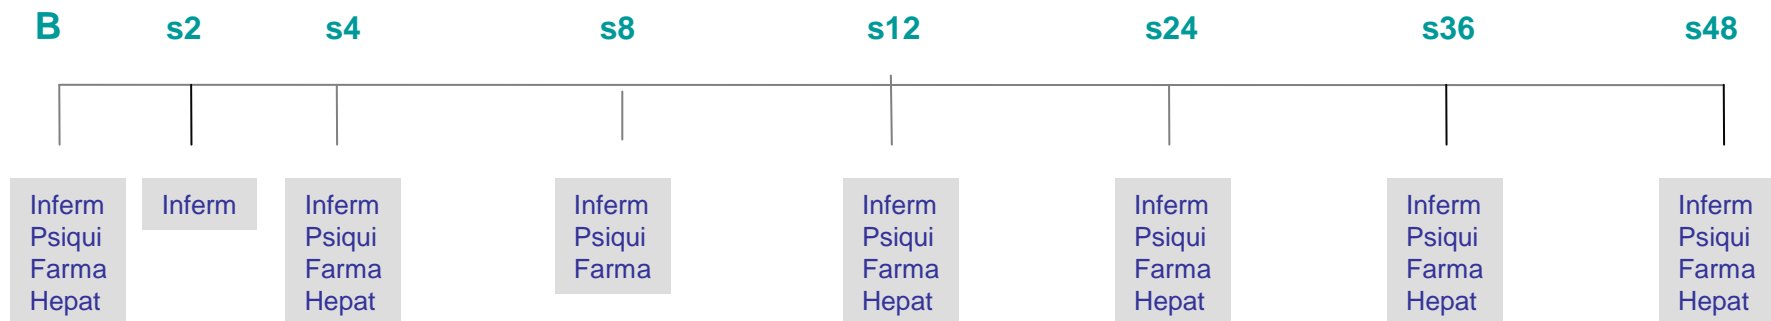 B s2 s4 s8 s12 s24 s36 s48
Inferm
Psiqui
Farma
Hepat
Inferm
Inferm
Psiqui
Farma
Hepat
Inferm
Psiqui
Farma
Inferm
Psiqui
Farma
Hepat
Inferm
Psiqui
Farma
Hepat
Inferm
Psiqui
Farma
Hepat
Inferm
Psiqui
Farma
Hepat